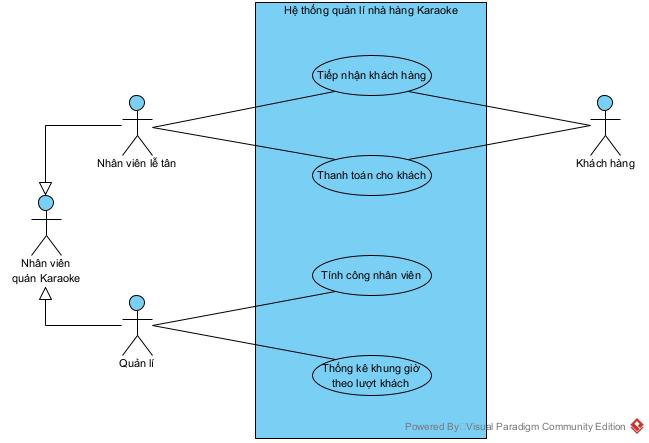 Hệ thống quản lí nhà hàng Karaoke
Tiếp nhận khách hàng
Nhân viên lễ tân
Khách hàng
Thanh toán cho khách
Nhân viên
quán Karaoke
Tính công nhân viên
Quản lí
Thống kê khung giờ
theo lượt khách
Powered By Visual Paradigm Community Edition